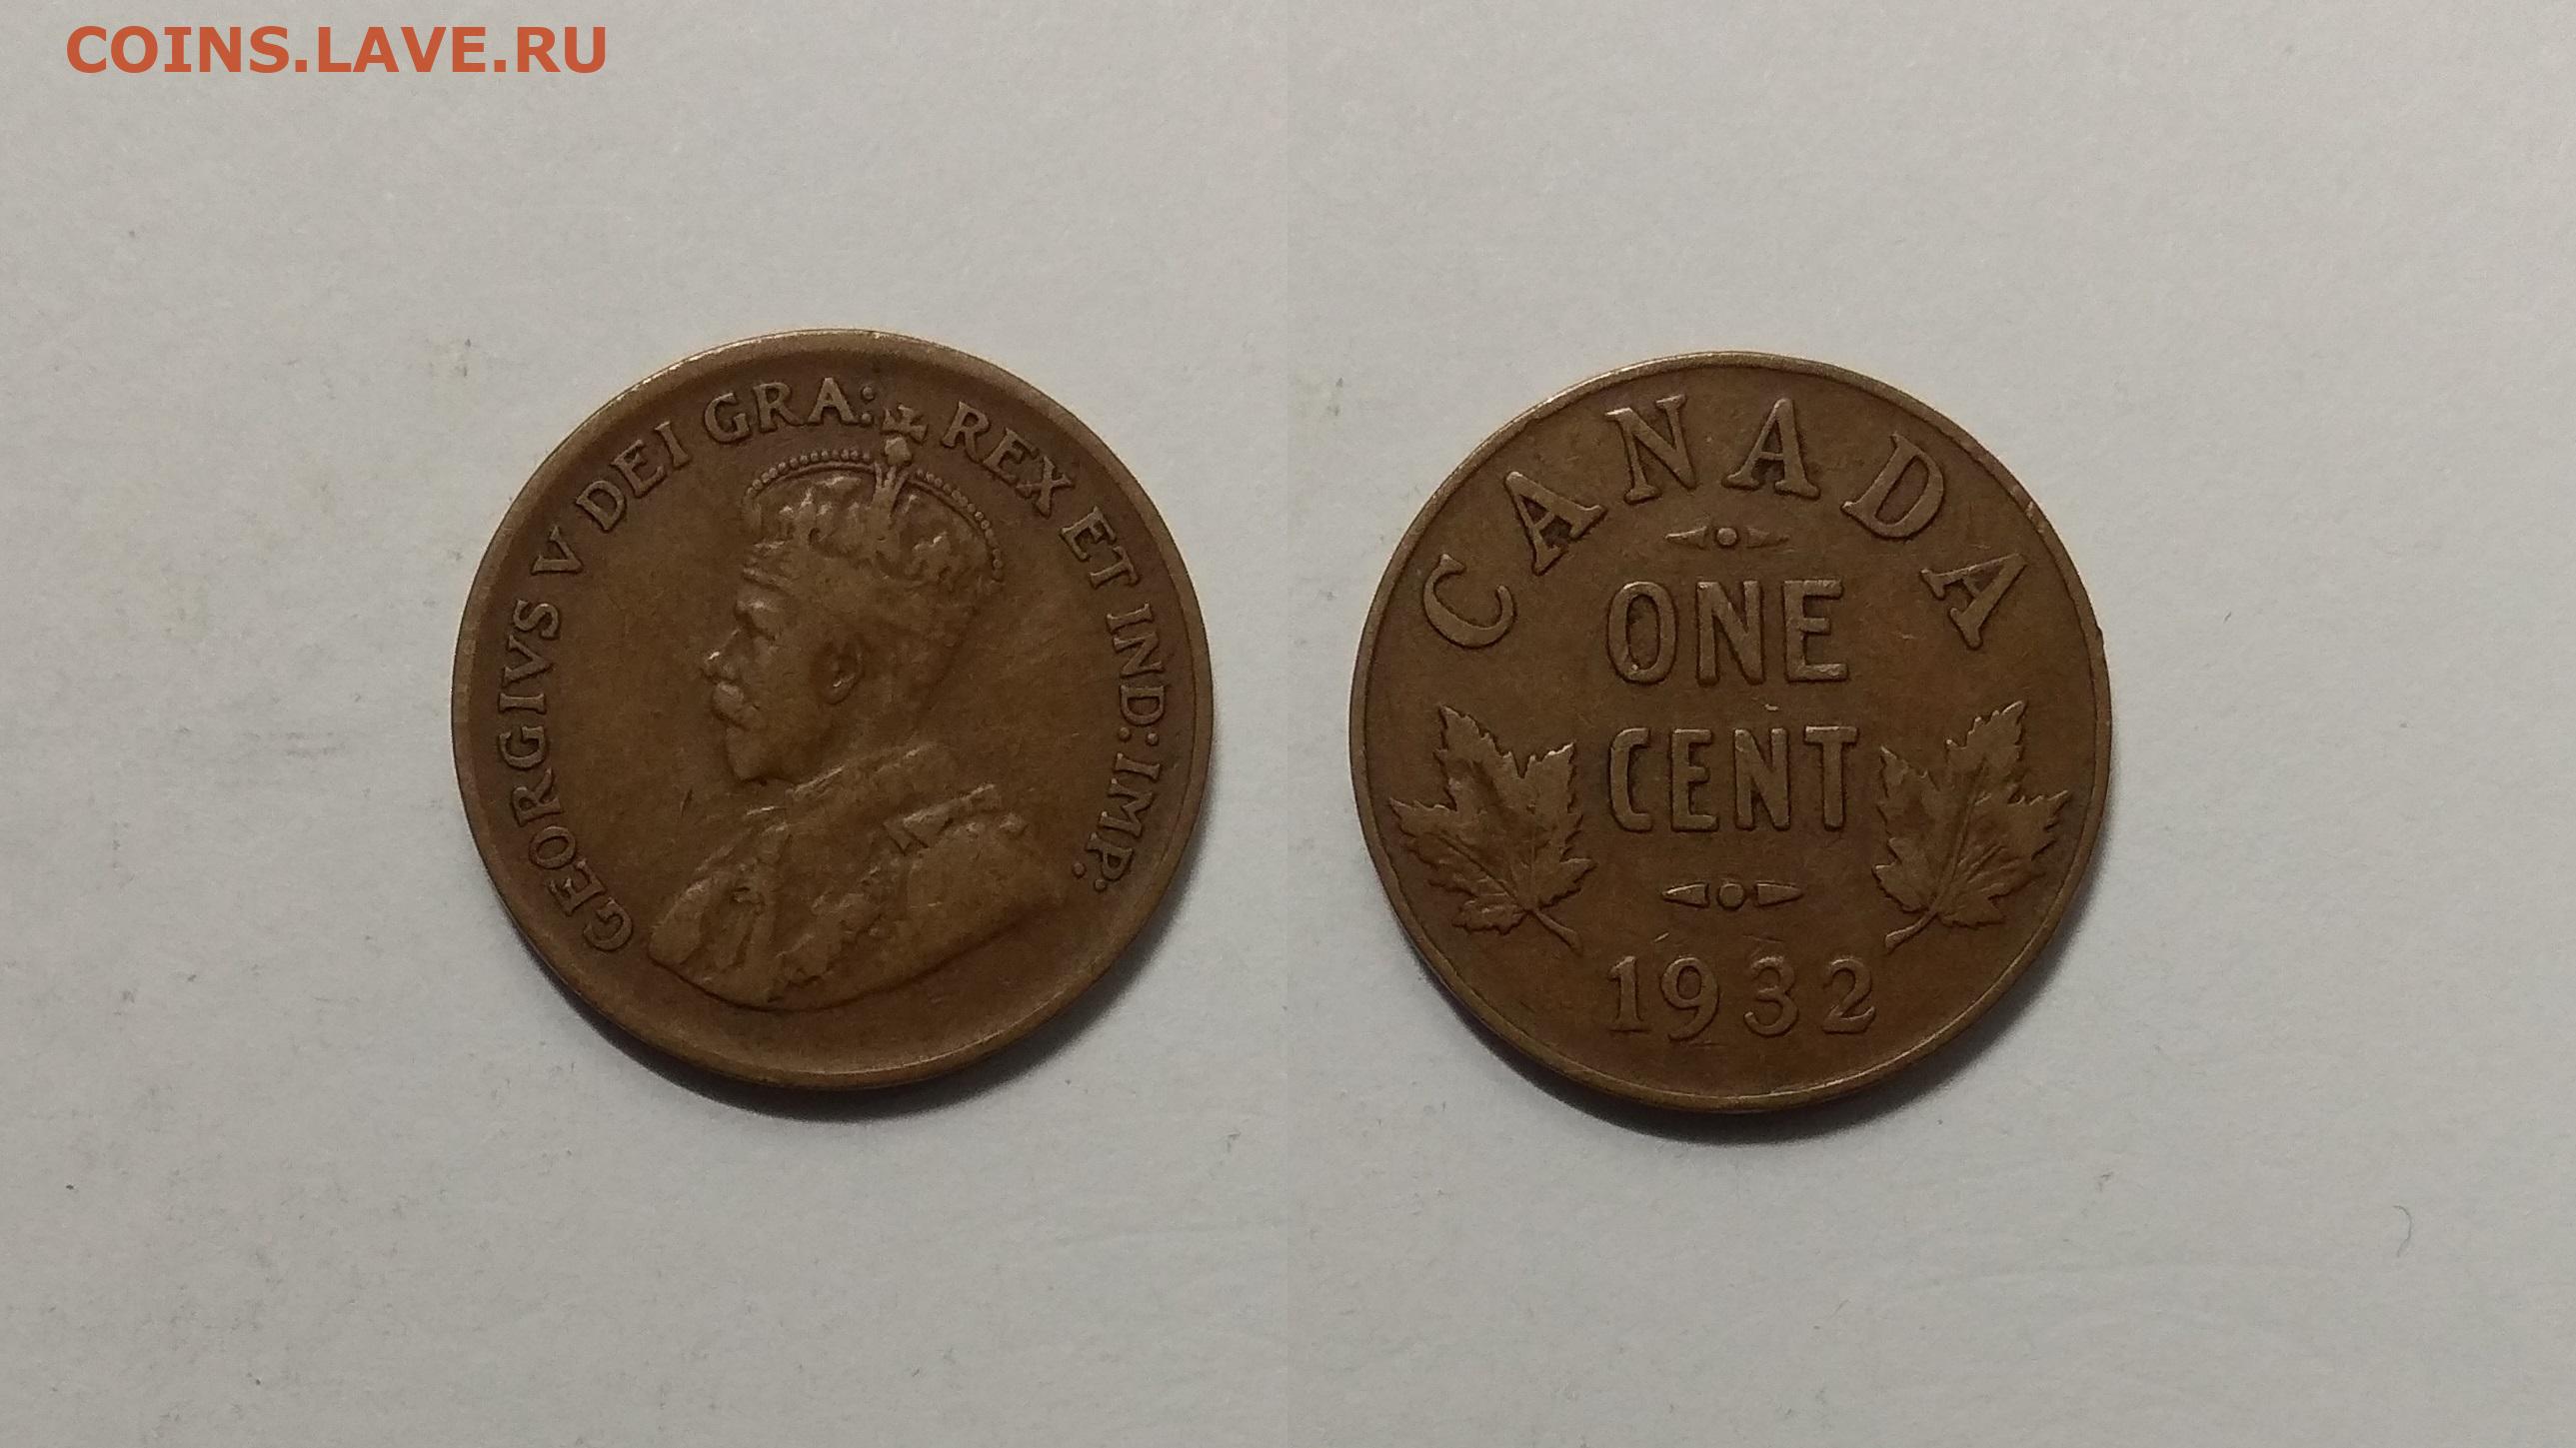 COINS.LAVE.RU
GEORGIVS V DEI GRA: REX ET IND: IMP:
CANADA
ONE
CENT
1932